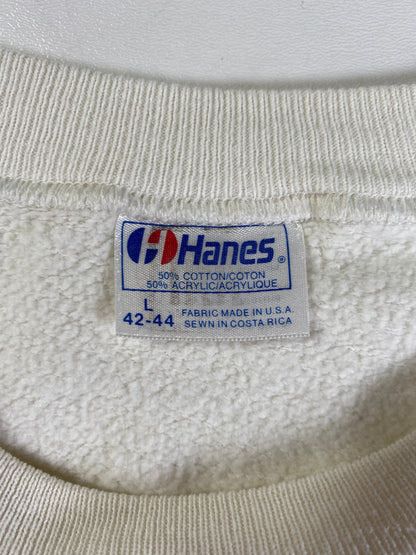 Hanes®
50% COTTON/COTON
50% ACRYLIC/ACRYLIQUE
L
42-44
FABRIC MADE IN U.S.A.
SEWN IN COSTA RICA